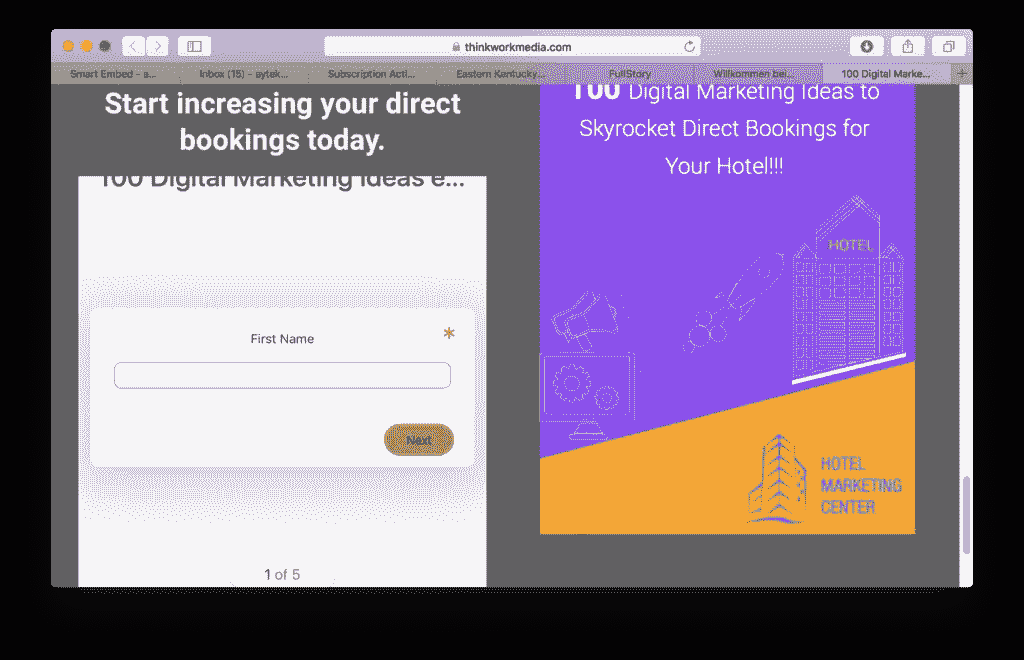 thinkworkmedia.com
Smart Embed - a...
Inbox (15) - aytek...
Subscription Acti...
Eastern Kentucky...
FullStory
Willkommen bei...
100 Digital Marke...
Start increasing your direct
bookings today.
100 Digital Marketing Ideas e...
First Name
*
Next
1 of 5
100 Digital Marketing Ideas to
Skyrocket Direct Bookings for
Your Hotel!!!
HOTEL
HOTEL
MARKETING
CENTER